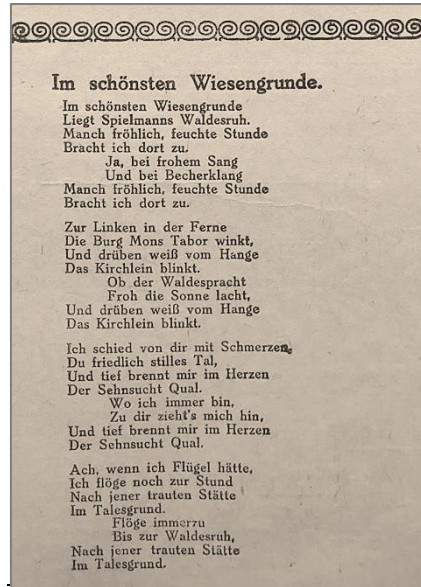 Im schönsten Wiesengrunde.
Im schönsten Wiesengrunde
Liegt Spielmanns Waldesruh.
Manch fröhlich, feuchte Stunde
Bracht ich dort zu.
Ja, bei frohem Sang
Und bei Becherklang
Manch fröhlich, feuchte Stunde
Bracht ich dort zu.
Zur Linken in der Ferne
Die Burg Mons Tabor winkt,
Und drüben weiß vom Hange
Das Kirchlein blinkt.
Ob der Waldespracht
Froh die Sonne lacht,
Und drüben weiß vom Hange
Das Kirchlein blinkt.
Ich schied von dir mit Schmerzen,
Du friedlich stilles Tal,
Und tief brennt mir im Herzen
Der Sehnsucht Qual.
Wo ich immer bin,
Zu dir zieht's mich hin,
Und tief brennt mir im Herzen
Der Sehnsucht Qual.
Ach, wenn ich Flügel hätte,
Ich flöge noch zur Stund
Nach jener trauten Stätte
Im Talesgrund.
Flöge immerzu
Bis zur Waldesruh,
Nach jener trauten Stätte
Im Talesgrund.